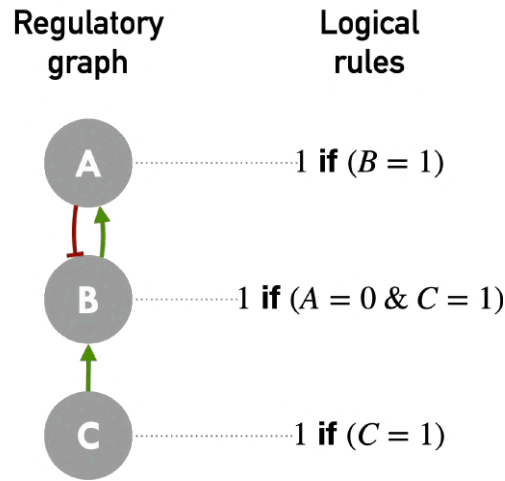 Regulatory graph
Logical rules
A
1 if (B = 1)
B
1 if (A = 0 & C = 1)
C
1 if (C = 1)